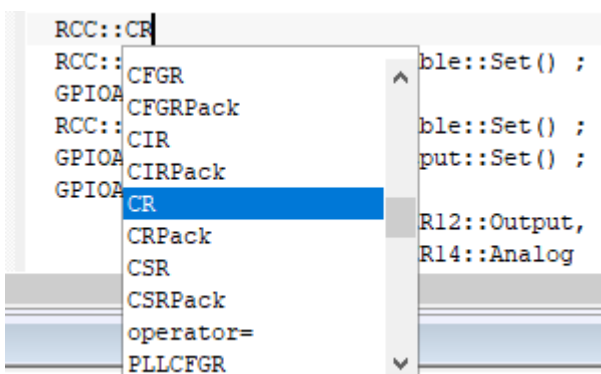 RCC::CR
RCC::
GPIOA
RCC::
GPIOA
GPIOA
CFGR
CFGRPack
CIR
CIRPack
CR
CRPack
CSR
CSRPack
operator=
PLLCFGR
ble::Set() ;
ble::Set() ;
put::Set() ;
R12::Output,
R14::Analog